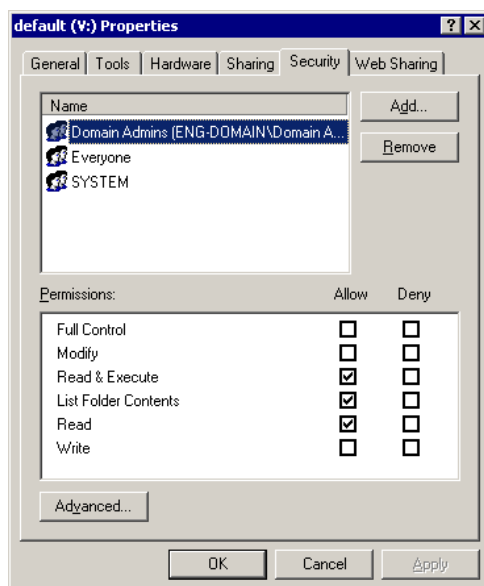 default (V:) Properties
General Tools Hardware Sharing Security Web Sharing
Name
Add...
Domain Admins (ENG-DOMAIN\Domain A...
Remove
Everyone
SYSTEM
Permissions: Allow Deny
Full Control
Modify
Read & Execute
List Folder Contents
Read
Write
Advanced...
OK Cancel Apply